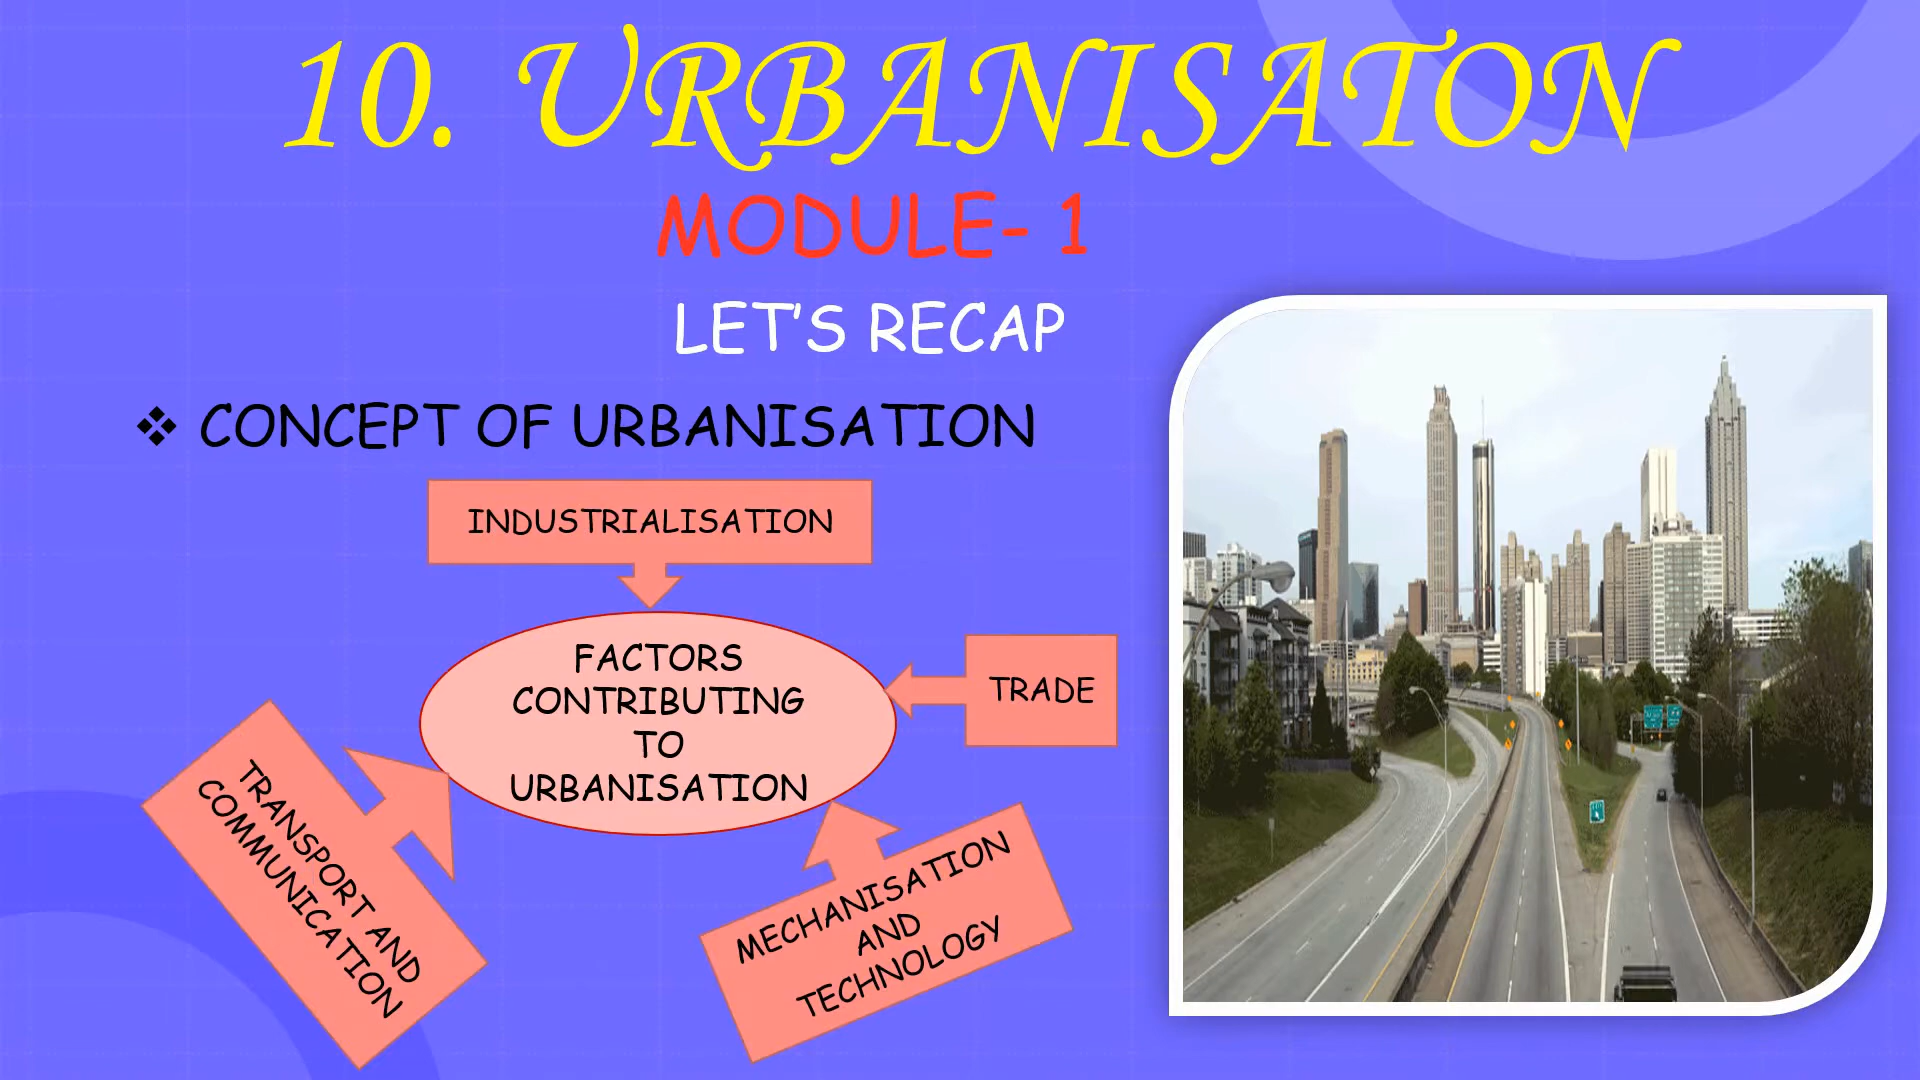 10. URBANISATON
MODULE- 1
LET'S RECAP
❖ CONCEPT OF URBANISATION
INDUSTRIALISATION
FACTORS
CONTRIBUTING
TO
URBANISATION
TRADE
TRANSPORT AND
COMMUNICATION
MECHANISATION
AND
TECHNOLOGY